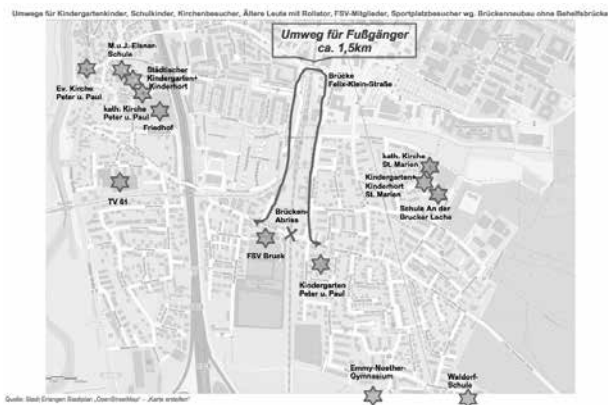 Umwege für Kindergartenkinder, Schulkinder, Kirchenbesucher, Ältere Leute mit Rollator, FSV-Mitglieder, Sportplatzbesucher wg. Brückenneubau ohne Behelfsbrücke
Umweg für Fußgänger
ca. 1,5km
M.u.J.-Elsner-
Schule
Städtischer
Kindergarten+
Kinderhort
Ev. Kirche
Peter u. Paul
kath. Kirche
Peter u. Paul
Friedhof
Brücke
Felix-Klein-Straße
kath. Kirche
St. Marien
Kindergarten+
Kinderhort
St. Marien
Schule An der
Brucker Lache
TV 61
Brücken-
Abriss
FSV Bruck
Kindergarten
Peter u. Paul
Emmy-Noether-
Gymnasium
Waldorf-
Schule
Quelle: Stadt Erlangen Stadtplan „OpenStreetMap“ – „Karte erstellen“